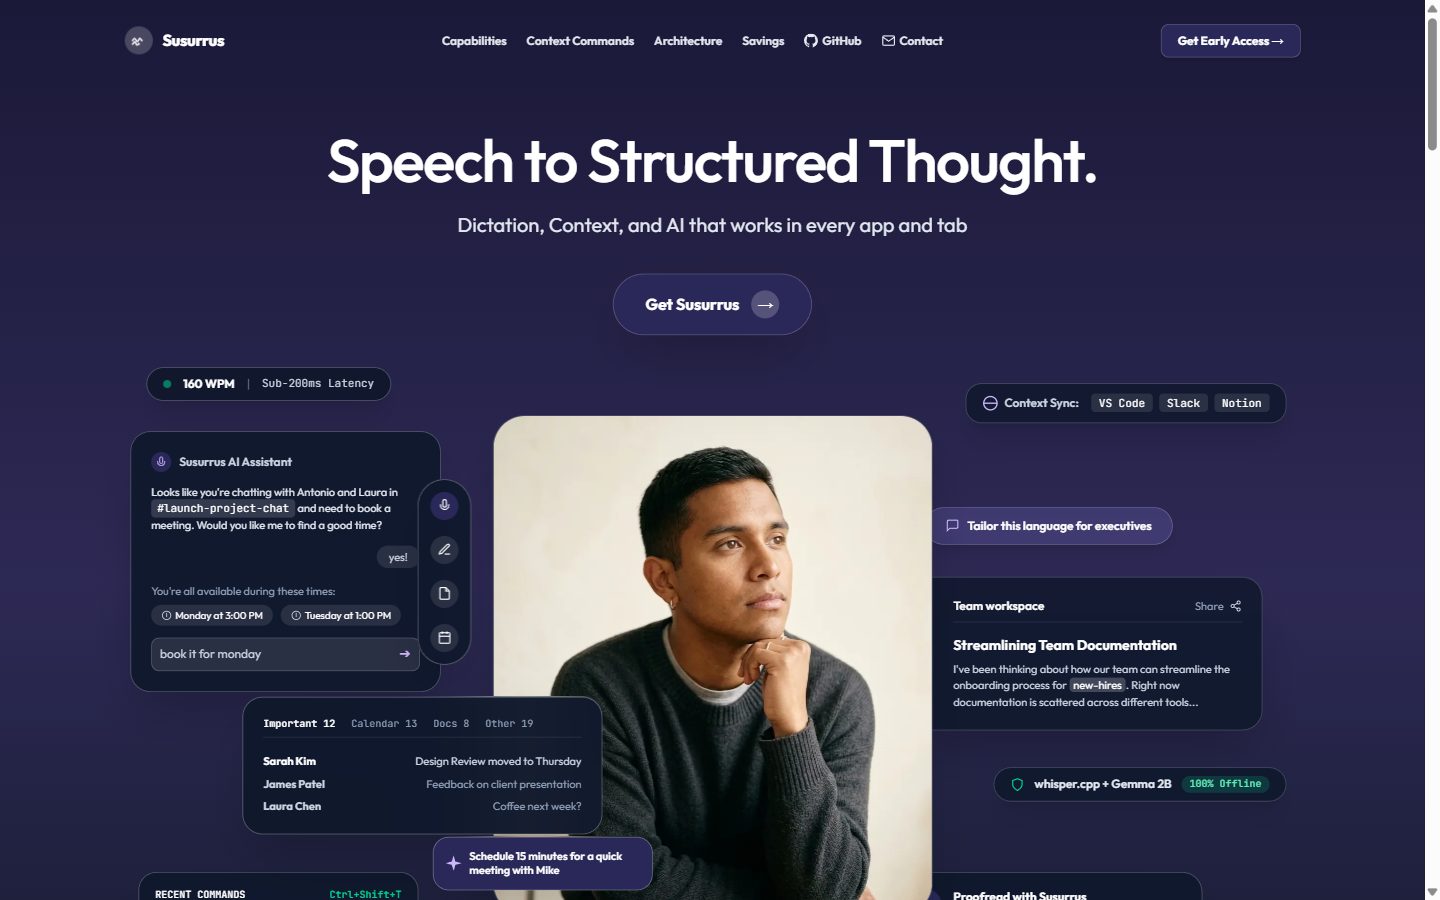 Susurrus
Capabilities
Context Commands
Architecture
Savings
GitHub
Contact
Get Early Access →
Speech to Structured Thought.
Dictation, Context, and AI that works in every app and tab
Get Susurrus →
160 WPM | Sub-200ms Latency
Context Sync: VS Code Slack Notion
Susurrus AI Assistant
Looks like you're chatting with Antonio and Laura in
#launch-project-chat and need to book a
meeting. Would you like me to find a good time?
yes!
You're all available during these times:
Monday at 3:00 PM
Tuesday at 1:00 PM
book it for monday →
Tailor this language for executives
Team workspace
Share
Streamlining Team Documentation
I've been thinking about how our team can streamline the
onboarding process for new-hires. Right now
documentation is scattered across different tools...
Important 12 Calendar 13 Docs 8 Other 19
Sarah Kim Design Review moved to Thursday
James Patel Feedback on client presentation
Laura Chen Coffee next week?
whisper.cpp + Gemma 2B 100% Offline
Schedule 15 minutes for a quick
meeting with Mike
RECENT COMMANDS Ctrl+Shift+T
Proofread with Susurrus